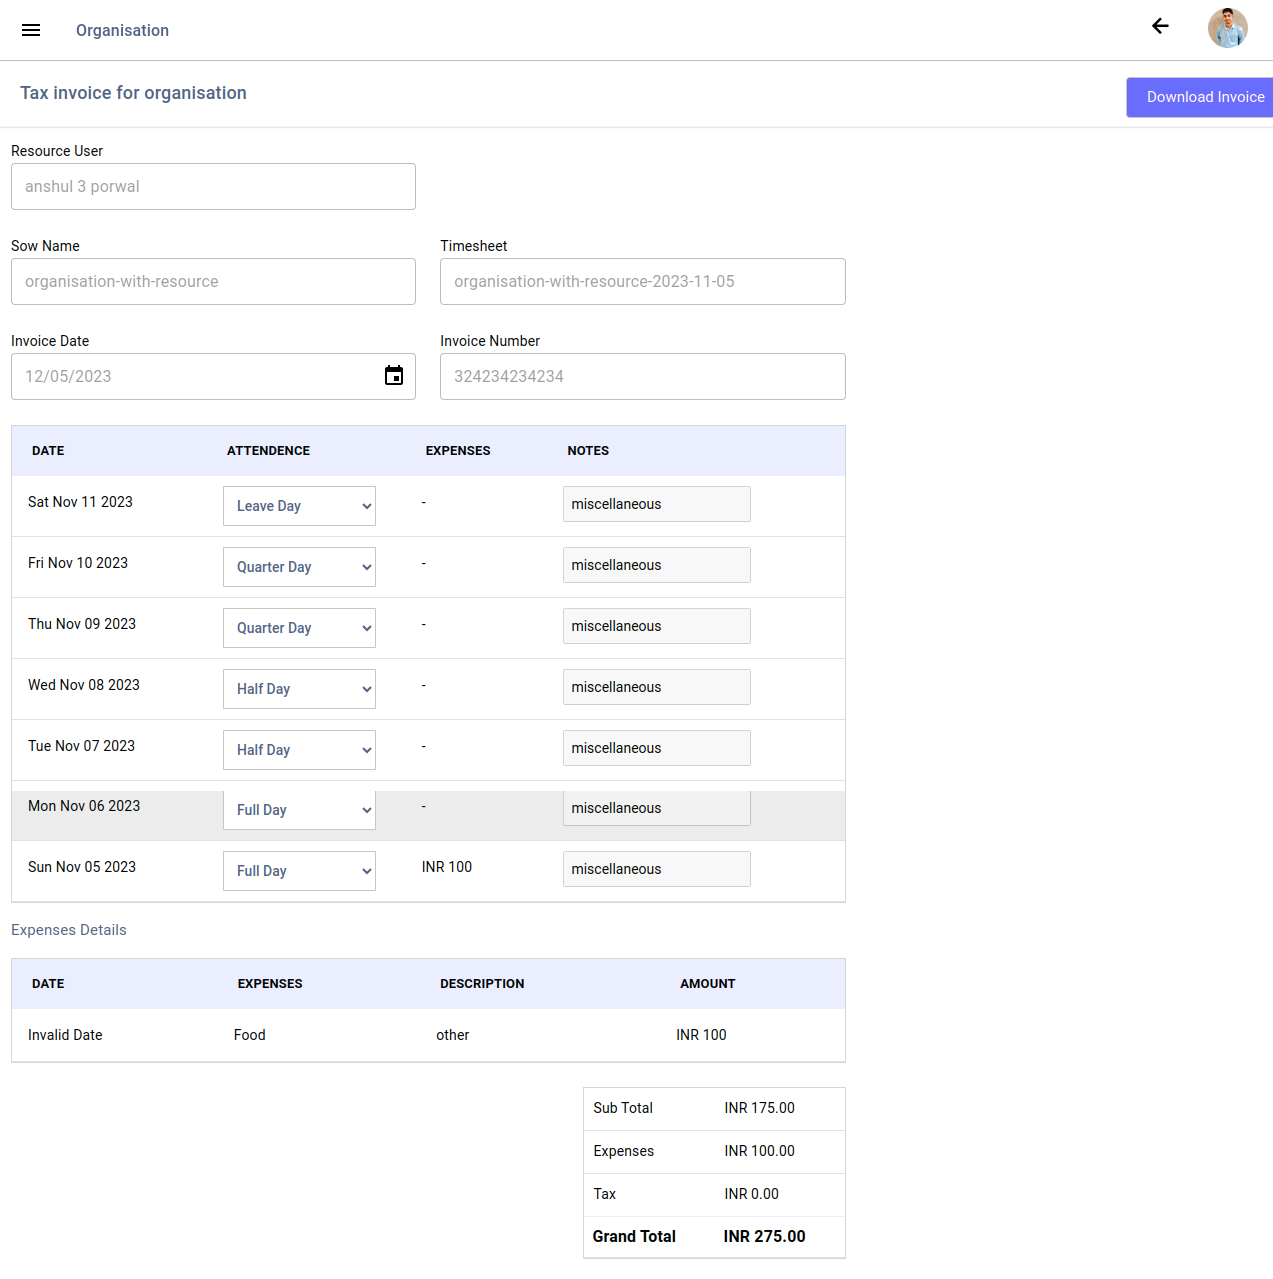 Organisation
Tax invoice for organisation
Download Invoice
Resource User
anshul 3 porwal
Sow Name Timesheet
organisation-with-resource organisation-with-resource-2023-11-05
Invoice Date Invoice Number
12/05/2023 324234234234
DATE ATTENDENCE EXPENSES NOTES
Sat Nov 11 2023 Leave Day - miscellaneous
Fri Nov 10 2023 Quarter Day - miscellaneous
Thu Nov 09 2023 Quarter Day - miscellaneous
Wed Nov 08 2023 Half Day - miscellaneous
Tue Nov 07 2023 Half Day - miscellaneous
Mon Nov 06 2023 Full Day - miscellaneous
Sun Nov 05 2023 Full Day INR 100 miscellaneous
Expenses Details
DATE EXPENSES DESCRIPTION AMOUNT
Invalid Date Food other INR 100
Sub Total INR 175.00
Expenses INR 100.00
Tax INR 0.00
Grand Total INR 275.00